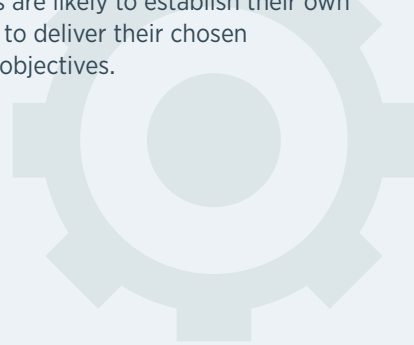 are likely to establish their own
to deliver their chosen
objectives.